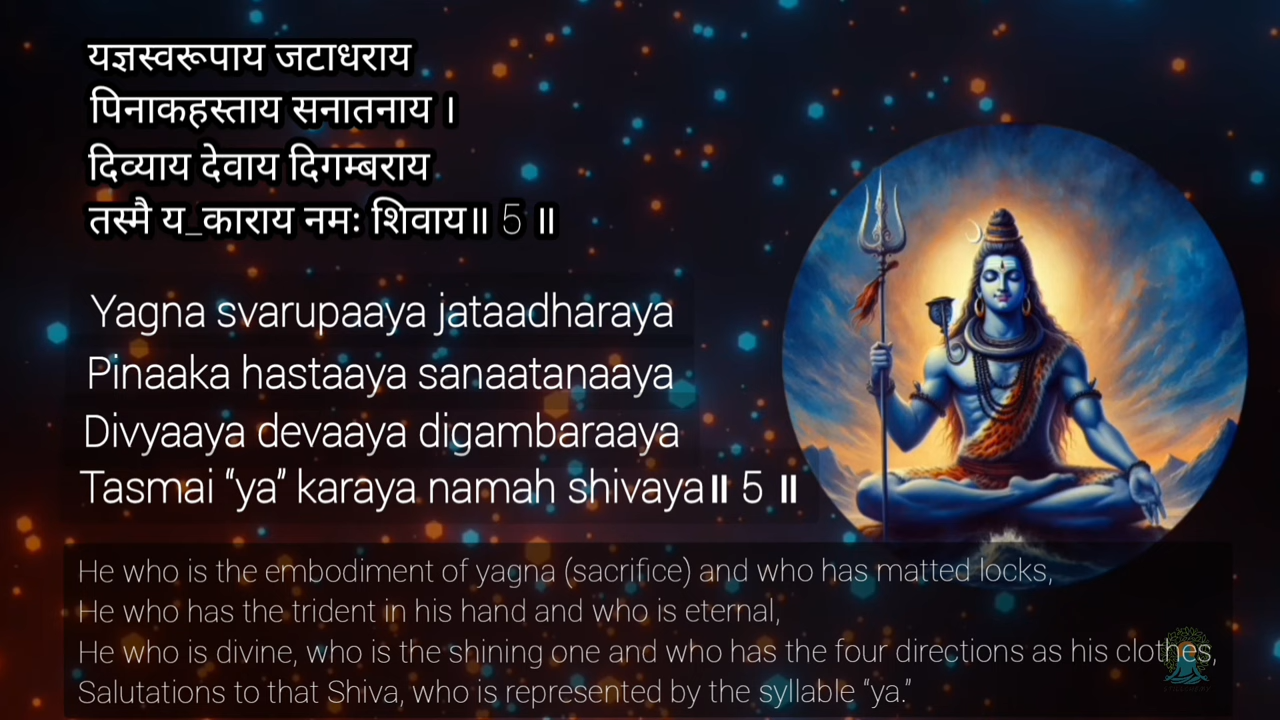 यज्ञस्वरूपाय जटाधराय
पिनाकहस्ताय सनातनाय ।
दिव्याय देवाय दिगम्बराय
तस्मै य_काराय नमः शिवाय॥ 5 ॥
Yagna svarupaaya jataadharaya
Pinaaka hastaaya sanaatanaaya
Divyaaya devaaya digambaraaya
Tasmai “ya” karaya namah shivaya॥ 5 ॥
He who is the embodiment of yagna (sacrifice) and who has matted locks,
He who has the trident in his hand and who is eternal,
He who is divine, who is the shining one and who has the four directions as his clothes,
Salutations to that Shiva, who is represented by the syllable “ya.”